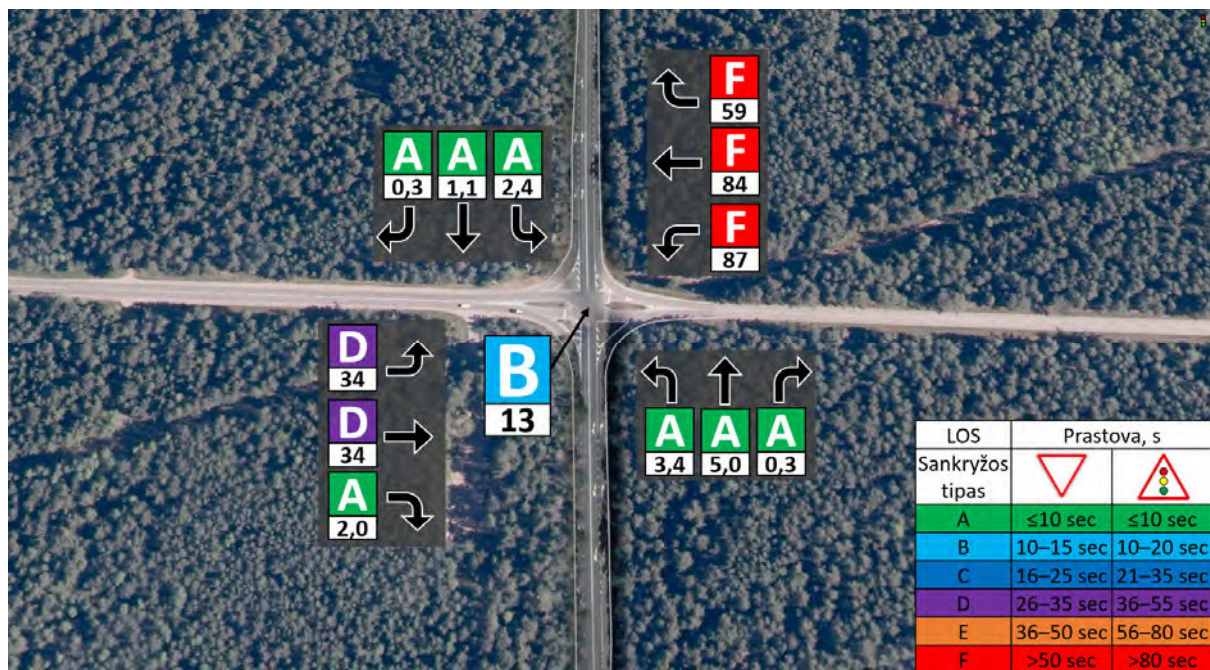 F
59
A A A
0,3 1,1 2,4
F
84
F
87
D
34
D
34
A
2,0
B
13
A A A
3,4 5,0 0,3
LOS Prastova, s
Sankryžos
tipas
A ≤10 sec ≤10 sec
B 10–15 sec 10–20 sec
C 16–25 sec 21–35 sec
D 26–35 sec 36–55 sec
E 36–50 sec 56–80 sec
F >50 sec >80 sec